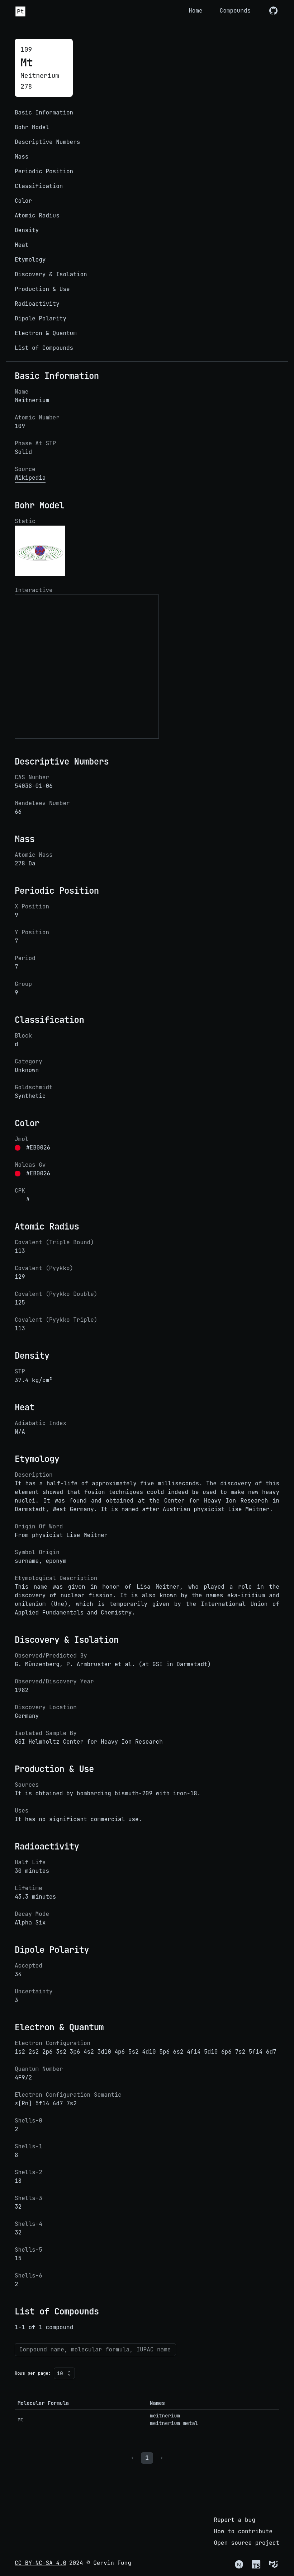 Pt
Home
Compounds
109
Mt
Meitnerium
278
Basic Information
Bohr Model
Descriptive Numbers
Mass
Periodic Position
Classification
Color
Atomic Radius
Density
Heat
Etymology
Discovery & Isolation
Production & Use
Radioactivity
Dipole Polarity
Electron & Quantum
List of Compounds
Basic Information
Name
Meitnerium
Atomic Number
109
Phase At STP
Solid
Source
Wikipedia
Bohr Model
Static
Interactive
Descriptive Numbers
CAS Number
54038-01-06
Mendeleev Number
66
Mass
Atomic Mass
278 Da
Periodic Position
X Position
9
Y Position
7
Period
7
Group
9
Classification
Block
d
Category
Unknown
Goldschmidt
Synthetic
Color
Jmol
#EB0026
Molcas Gv
#EB0026
CPK
#
Atomic Radius
Covalent (Triple Bound)
113
Covalent (Pyykko)
129
Covalent (Pyykko Double)
125
Covalent (Pyykko Triple)
113
Density
STP
37.4 kg/cm³
Heat
Adiabatic Index
N/A
Etymology
Description
It has a half-life of approximately five milliseconds. The discovery of this
element showed that fusion techniques could indeed be used to make new heavy
nuclei. It was found and obtained at the Center for Heavy Ion Research in
Darmstadt, West Germany. It is named after Austrian physicist Lise Meitner.
Origin Of Word
From physicist Lise Meitner
Symbol Origin
surname, eponym
Etymological Description
This name was given in honor of Lisa Meitner, who played a role in the
discovery of nuclear fission. It is also known by the names eka-iridium and
unilenium (Une), which is temporarily given by the International Union of
Applied Fundamentals and Chemistry.
Discovery & Isolation
Observed/Predicted By
G. Münzenberg, P. Armbruster et al. (at GSI in Darmstadt)
Observed/Discovery Year
1982
Discovery Location
Germany
Isolated Sample By
GSI Helmholtz Center for Heavy Ion Research
Production & Use
Sources
It is obtained by bombarding bismuth-209 with iron-18.
Uses
It has no significant commercial use.
Radioactivity
Half Life
30 minutes
Lifetime
43.3 minutes
Decay Mode
Alpha Six
Dipole Polarity
Accepted
34
Uncertainty
3
Electron & Quantum
Electron Configuration
1s2 2s2 2p6 3s2 3p6 4s2 3d10 4p6 5s2 4d10 5p6 6s2 4f14 5d10 6p6 7s2 5f14 6d7
Quantum Number
4F9/2
Electron Configuration Semantic
*[Rn] 5f14 6d7 7s2
Shells-0
2
Shells-1
8
Shells-2
18
Shells-3
32
Shells-4
32
Shells-5
15
Shells-6
2
List of Compounds
1-1 of 1 compound
Compound name, molecular formula, IUPAC name
Rows per page: 10
Molecular Formula Names
Mt
meitnerium
meitnerium metal
‹ 1 ›
Report a bug
How to contribute
Open source project
CC BY-NC-SA 4.0 2024 © Gervin Fung
N TS